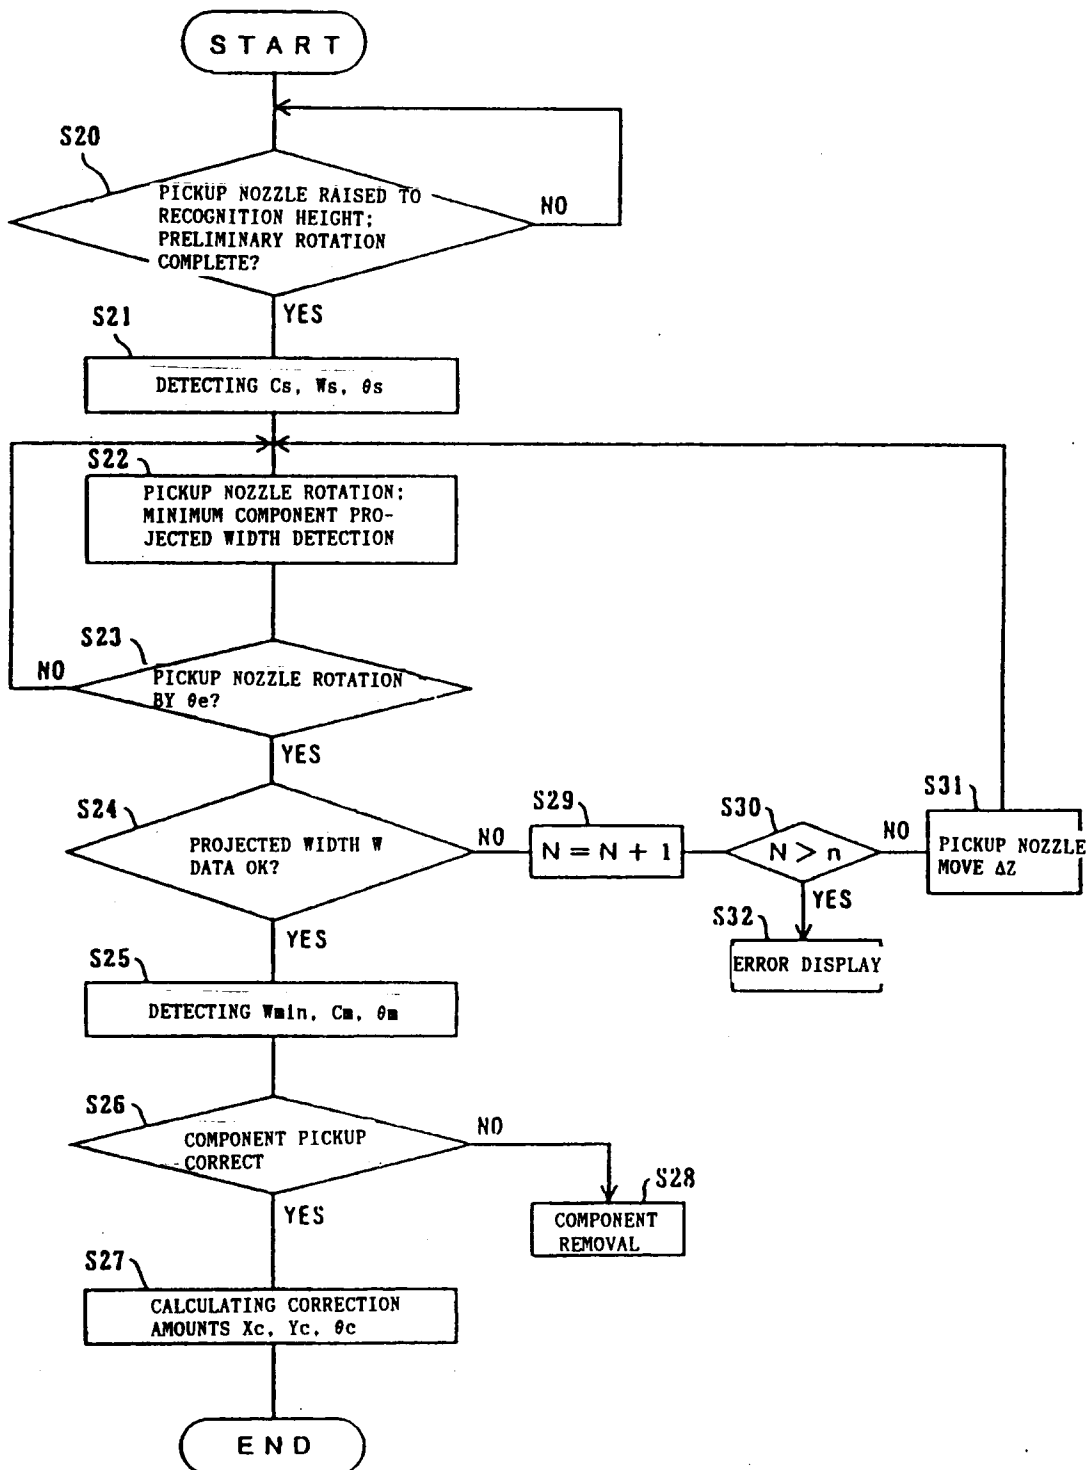 START
S20
PICKUP NOZZLE RAISED TO
RECOGNITION HEIGHT;
PRELIMINARY ROTATION
COMPLETE?
NO
YES
S21
DETECTING Cs, Ws, θs
S22
PICKUP NOZZLE ROTATION;
MINIMUM COMPONENT PRO-
JECTED WIDTH DETECTION
S23
NO
PICKUP NOZZLE ROTATION
BY θe?
YES
S24
PROJECTED WIDTH W
DATA OK?
NO
S29
N = N + 1
S30
N > n
NO
S31
PICKUP NOZZLE
MOVE ΔZ
YES
S32
ERROR DISPLAY
YES
S25
DETECTING Wmin, Cm, θm
S26
COMPONENT PICKUP
CORRECT
NO
S28
COMPONENT
REMOVAL
YES
S27
CALCULATING CORRECTION
AMOUNTS Xc, Yc, θc
END